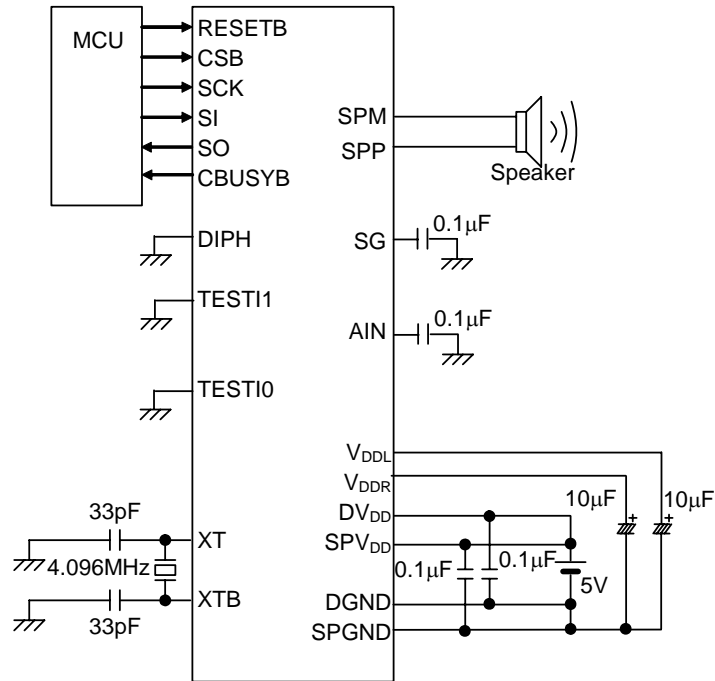 MCU
RESETB
CSB
SCK
SI
SO
CBUSYB
DIPH
TESTI1
TESTI0
33pF
XT
4.096MHz
XTB
33pF
SPM
SPP
Speaker
0.1μF
SG
0.1μF
AIN
VDDL
VDDR
10μF
10μF
DVDD
SPVDD
0.1μF
0.1μF
5V
DGND
SPGND
+
+